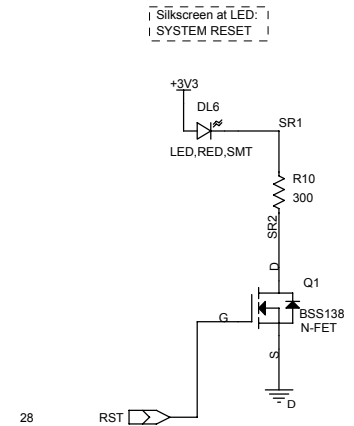 Silkscreen at LED:
SYSTEM RESET
+3V3
DL6
SR1
LED,RED,SMT
R10
300
SR2
D
Q1
G
BSS138
N-FET
S
D
28
RST